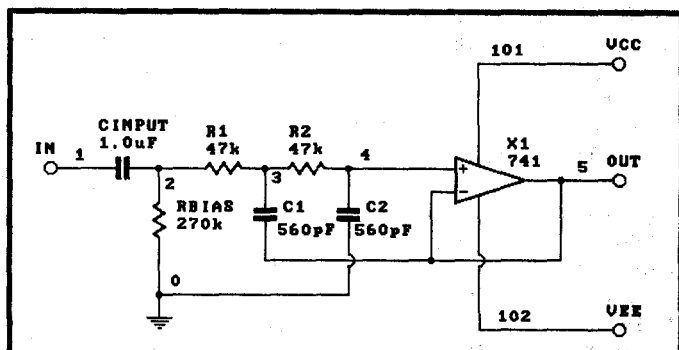 101
VCC
IN
1
CINPUT
1.0uF
R1
47k
R2
47k
4
X1
741
5
OUT
2
3
RBIAS
270k
C1
560pF
C2
560pF
0
102
VEE